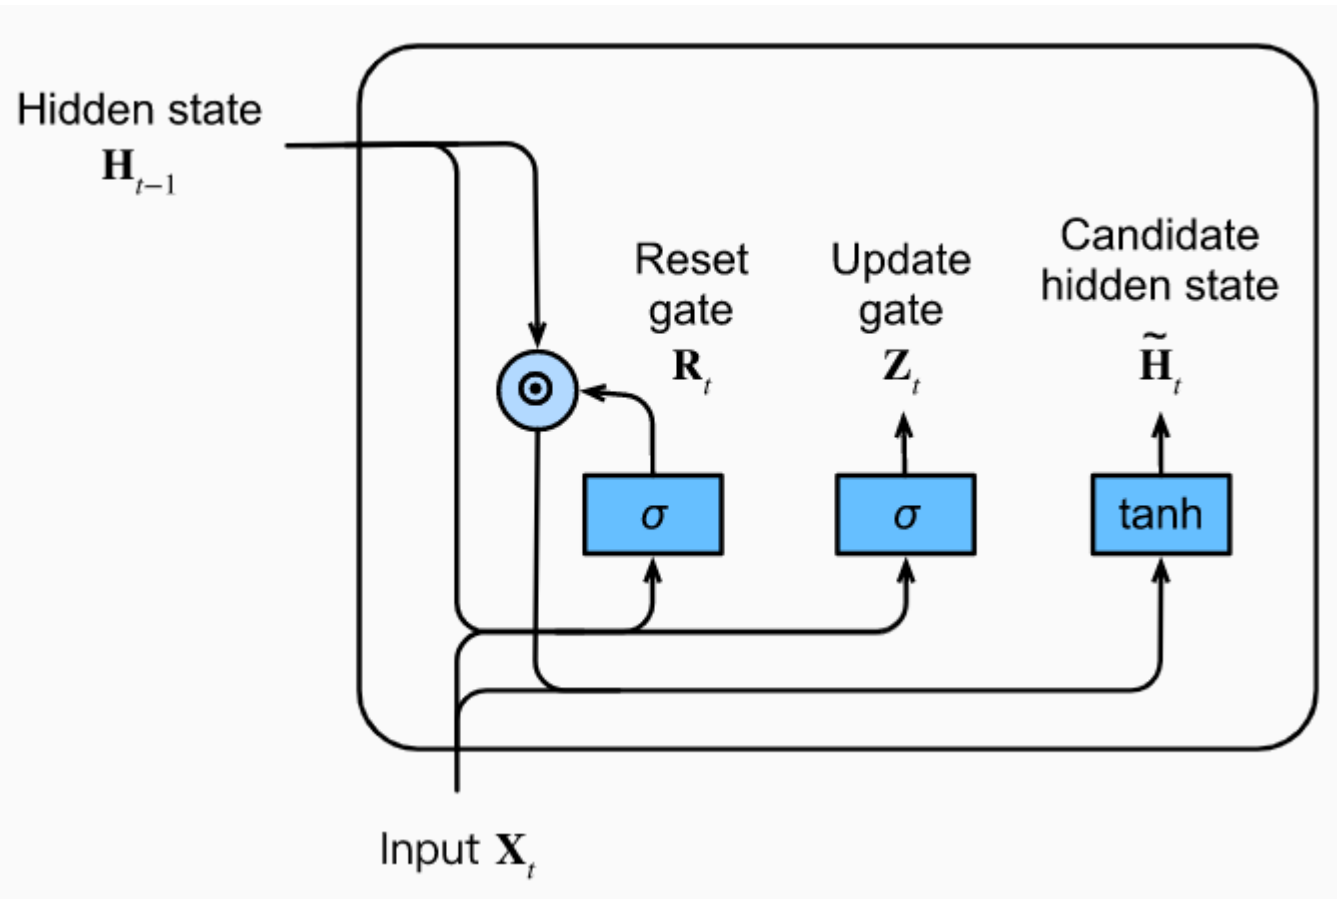 Hidden state
H_{t−1}
Reset
gate
R_t
Update
gate
Z_t
Candidate
hidden state
H̃_t
⊙
σ
σ
tanh
Input X_t